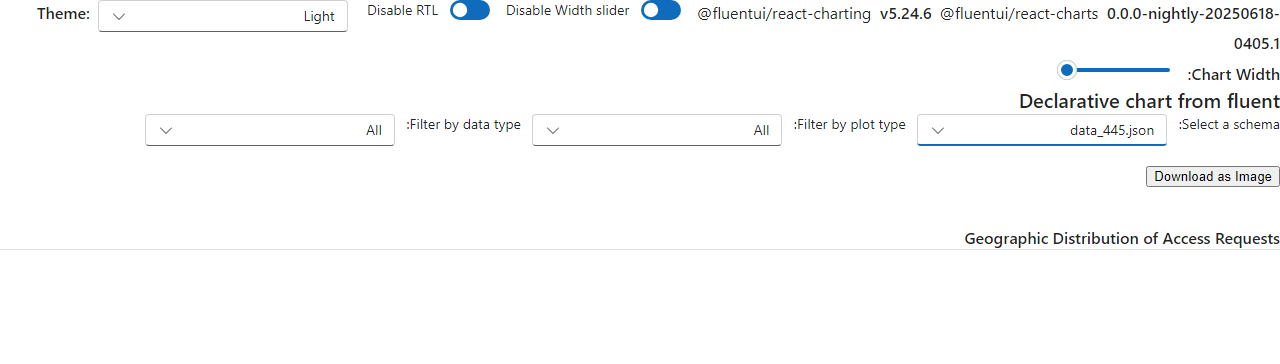 Theme: Light Disable RTL Disable Width slider @fluentui/react-charting v5.24.6 @fluentui/react-charts 0.0.0-nightly-20250618-
0405.1
:Chart Width
Declarative chart from fluent
:Select a schema data_445.json :Filter by plot type All :Filter by data type All
Download as Image
Geographic Distribution of Access Requests